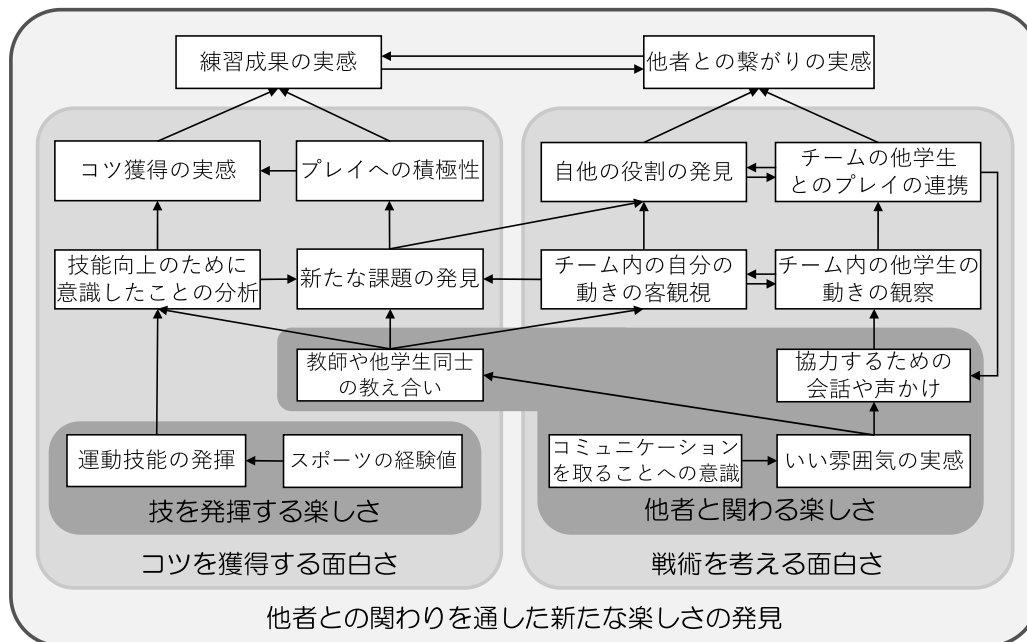 練習成果の実感
他者との繋がりの実感
コツ獲得の実感
プレイへの積極性
自他の役割の発見
チームの他学生
とのプレイの連携
技能向上のために
意識したことの分析
新たな課題の発見
チーム内の自分の
動きの客観視
チーム内の他学生の
動きの観察
教師や他学生同士
の教え合い
協力するための
会話や声かけ
運動技能の発揮
スポーツの経験値
コミュニケーション
を取ることへの意識
いい雰囲気の実感
技を発揮する楽しさ
他者と関わる楽しさ
コツを獲得する面白さ
戦術を考える面白さ
他者との関わりを通した新たな楽しさの発見